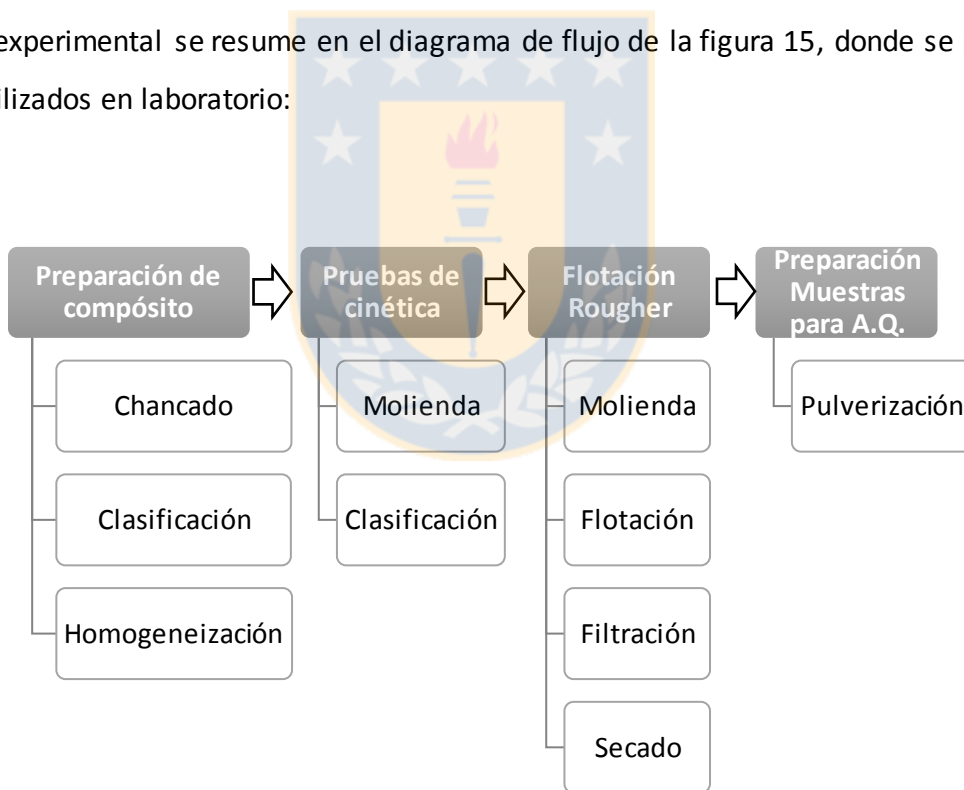 experimental se resume en el diagrama de flujo de la figura 15, donde se
ilizados en laboratorio:
Preparación de
compósito
Chancado
Clasificación
Homogeneización
Pruebas de
cinética
Molienda
Clasificación
Flotación
Rougher
Molienda
Flotación
Filtración
Secado
Preparación
Muestras
para A.Q.
Pulverización